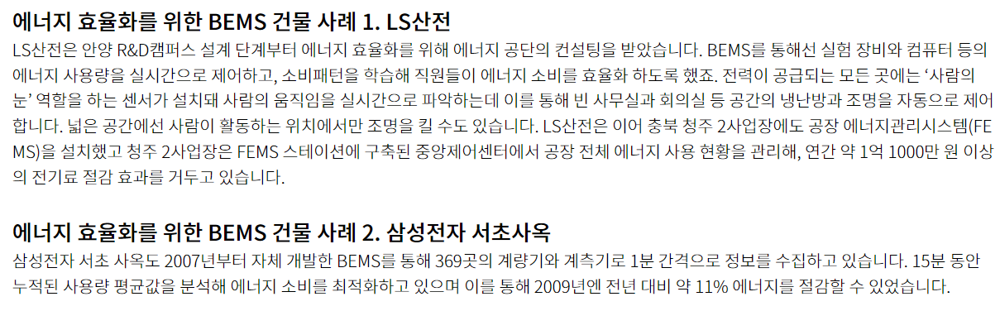 에너지 효율화를 위한 BEMS 건물 사례 1. LS산전
LS산전은 안양 R&D캠퍼스 설계 단계부터 에너지 효율화를 위해 에너지 공단의 컨설팅을 받았습니다. BEMS를 통해선 실험 장비와 컴퓨터 등의
에너지 사용량을 실시간으로 제어하고, 소비패턴을 학습해 직원들이 에너지 소비를 효율화 하도록 했죠. 전력이 공급되는 모든 곳에는 ‘사람의
눈’ 역할을 하는 센서가 설치돼 사람의 움직임을 실시간으로 파악하는데 이를 통해 빈 사무실과 회의실 등 공간의 냉난방과 조명을 자동으로 제어
합니다. 넓은 공간에선 사람이 활동하는 위치에서만 조명을 킬 수도 있습니다. LS산전은 이어 충북 청주 2사업장에도 공장 에너지관리시스템(FE
MS)을 설치했고 청주 2사업장은 FEMS 스테이션에 구축된 중앙제어센터에서 공장 전체 에너지 사용 현황을 관리해, 연간 약 1억 1000만 원 이상
의 전기료 절감 효과를 거두고 있습니다.
에너지 효율화를 위한 BEMS 건물 사례 2. 삼성전자 서초사옥
삼성전자 서초 사옥도 2007년부터 자체 개발한 BEMS를 통해 369곳의 계량기와 계측기로 1분 간격으로 정보를 수집하고 있습니다. 15분 동안
누적된 사용량 평균값을 분석해 에너지 소비를 최적화하고 있으며 이를 통해 2009년엔 전년 대비 약 11% 에너지를 절감할 수 있었습니다.